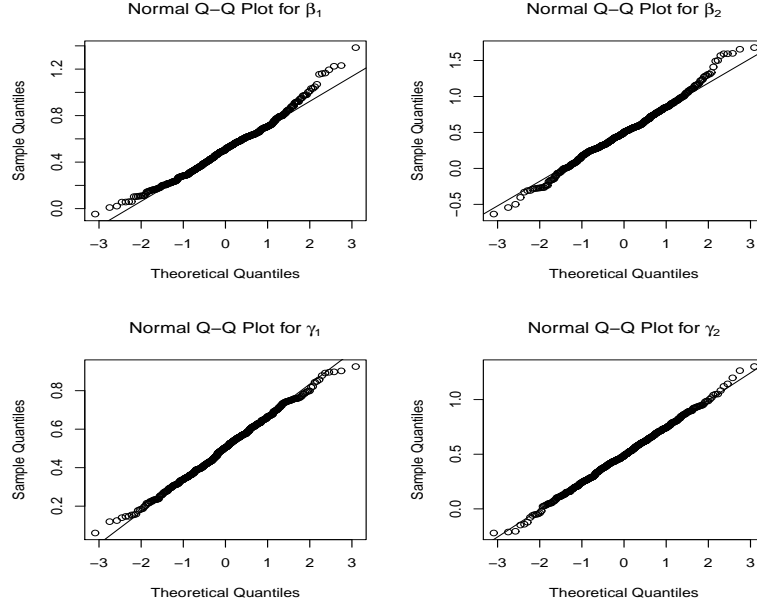 Normal Q−Q Plot for β1
Sample Quantiles
0.0
0.4
0.8
1.2
−3 −2 −1 0 1 2 3
Theoretical Quantiles
Normal Q−Q Plot for β2
Sample Quantiles
−0.5
0.0
0.5
1.0
1.5
−3 −2 −1 0 1 2 3
Theoretical Quantiles
Normal Q−Q Plot for γ1
Sample Quantiles
0.2
0.4
0.6
0.8
−3 −2 −1 0 1 2 3
Theoretical Quantiles
Normal Q−Q Plot for γ2
Sample Quantiles
0.0
0.5
1.0
−3 −2 −1 0 1 2 3
Theoretical Quantiles